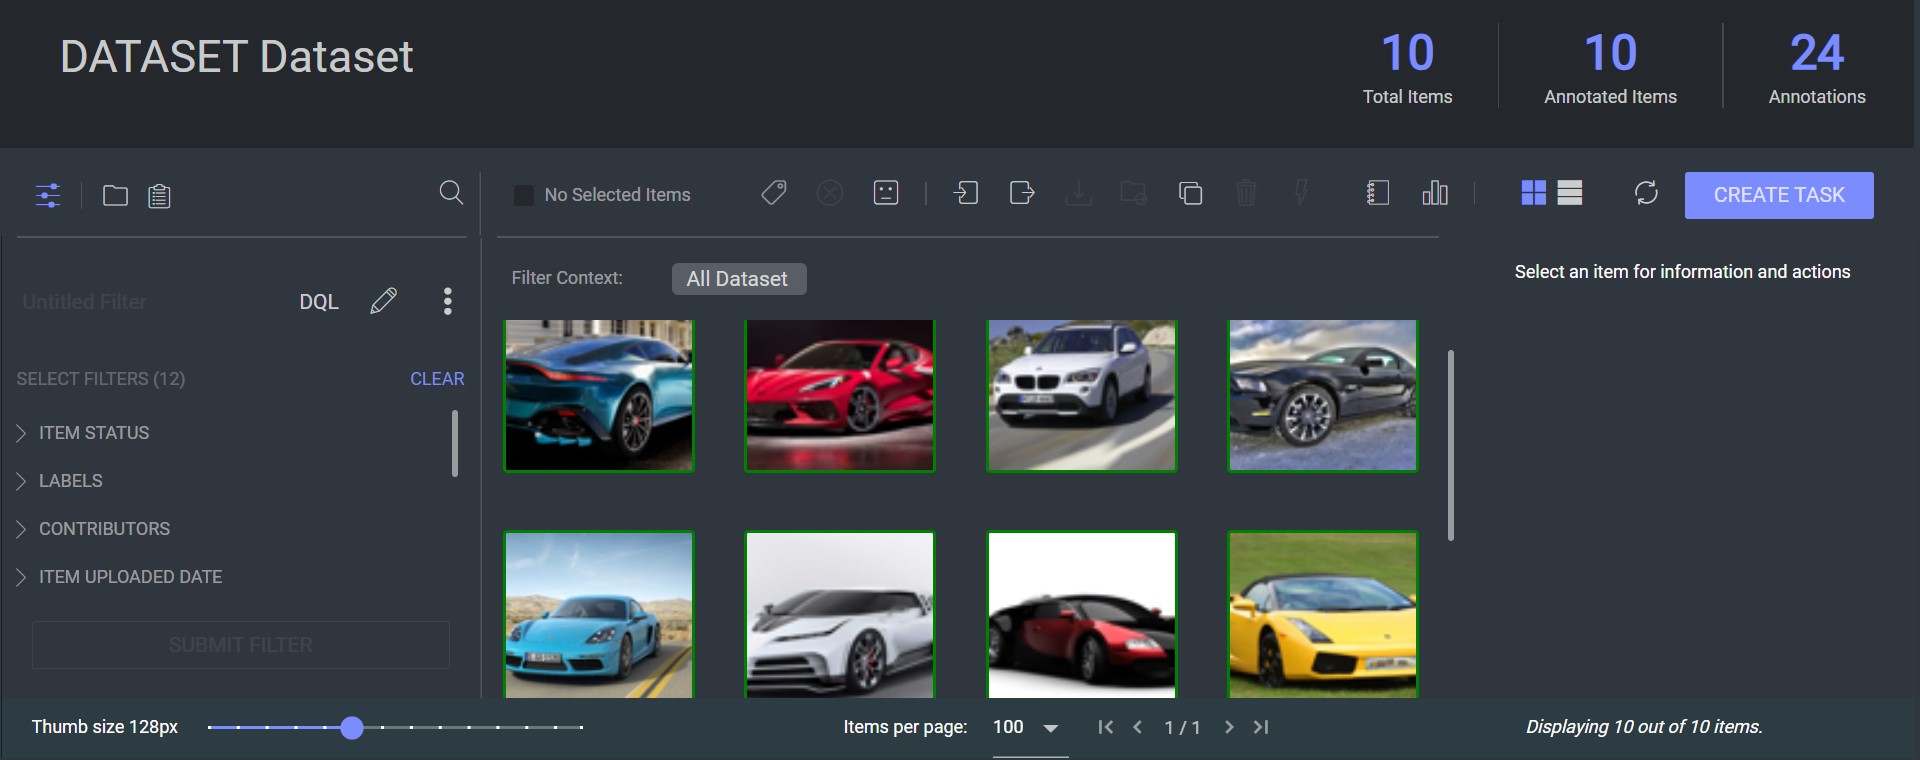 DATASET Dataset
10
Total Items
10
Annotated Items
24
Annotations
No Selected Items
CREATE TASK
Untitled Filter
DQL
SELECT FILTERS (12)
CLEAR
ITEM STATUS
LABELS
CONTRIBUTORS
ITEM UPLOADED DATE
SUBMIT FILTER
Filter Context:
All Dataset
Select an item for information and actions
Thumb size 128px
Items per page:
100
1 / 1
Displaying 10 out of 10 items.